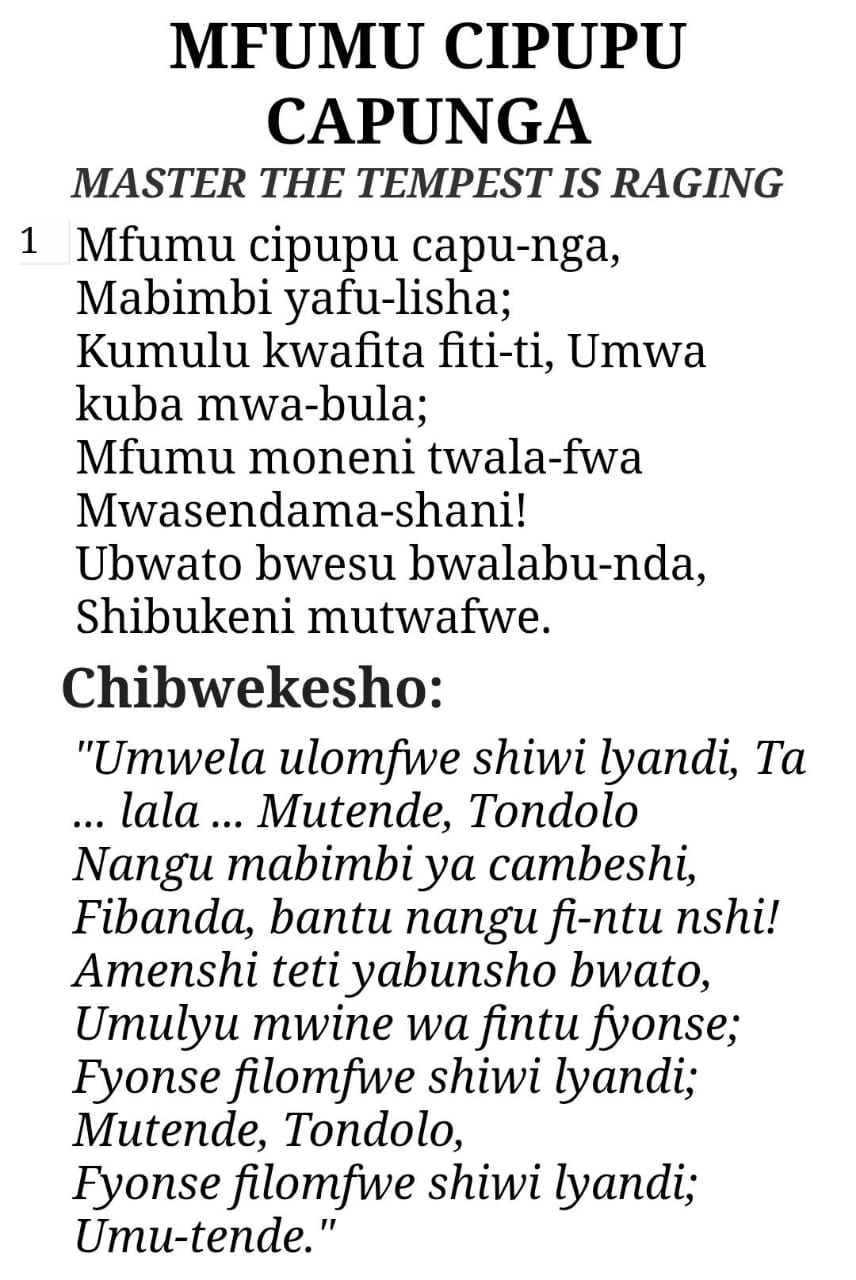 MFUMU CIPUPU
CAPUNGA
MASTER THE TEMPEST IS RAGING
1 Mfumu cipupu capu-nga,
Mabimbi yafu-lisha;
Kumulu kwafita fiti-ti, Umwa
kuba mwa-bula;
Mfumu moneni twala-fwa
Mwasendama-shani!
Ubwato bwesu bwalabu-nda,
Shibukeni mutwafwe.
Chibwekesho:
"Umwela ulomfwe shiwi lyandi, Ta
... lala ... Mutende, Tondolo
Nangu mabimbi ya cambeshi,
Fibanda, bantu nangu fi-ntu nshi!
Amenshi teti yabunsho bwato,
Umulyu mwine wa fintu fyonse;
Fyonse filomfwe shiwi lyandi;
Mutende, Tondolo,
Fyonse filomfwe shiwi lyandi;
Umu-tende."